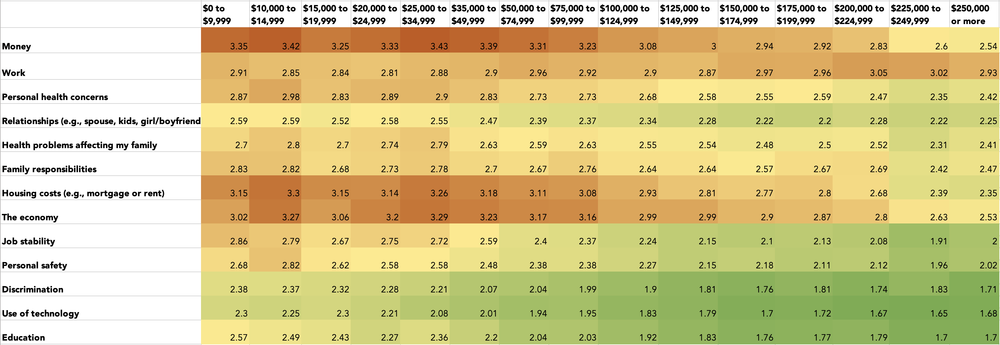 $0 to $10,000 to $15,000 to $20,000 to $25,000 to $35,000 to $50,000 to $75,000 to $100,000 to $125,000 to $150,000 to $175,000 to $200,000 to $225,000 to $250,000
$9,999 $14,999 $19,999 $24,999 $34,999 $49,999 $74,999 $99,999 $124,999 $149,999 $174,999 $199,999 $224,999 $249,999 or more
Money 3.35 3.42 3.25 3.33 3.43 3.39 3.31 3.23 3.08 3 2.94 2.92 2.83 2.6 2.54
Work 2.91 2.85 2.84 2.81 2.88 2.9 2.96 2.92 2.9 2.87 2.97 2.96 3.05 3.02 2.93
Personal health concerns 2.87 2.98 2.83 2.89 2.9 2.83 2.73 2.73 2.68 2.58 2.55 2.59 2.47 2.35 2.42
Relationships (e.g., spouse, kids, girl/boyfriend 2.59 2.59 2.52 2.58 2.55 2.47 2.39 2.37 2.34 2.28 2.22 2.2 2.28 2.22 2.25
Health problems affecting my family 2.7 2.8 2.7 2.74 2.79 2.63 2.59 2.63 2.55 2.54 2.48 2.5 2.52 2.31 2.41
Family responsibilities 2.83 2.82 2.68 2.73 2.78 2.7 2.67 2.76 2.64 2.64 2.57 2.67 2.69 2.42 2.47
Housing costs (e.g., mortgage or rent) 3.15 3.3 3.15 3.14 3.26 3.18 3.11 3.08 2.93 2.81 2.77 2.8 2.68 2.39 2.35
The economy 3.02 3.27 3.06 3.2 3.29 3.23 3.17 3.16 2.99 2.99 2.9 2.87 2.8 2.63 2.53
Job stability 2.86 2.79 2.67 2.75 2.72 2.59 2.4 2.37 2.24 2.15 2.1 2.13 2.08 1.91 2
Personal safety 2.68 2.82 2.62 2.58 2.58 2.48 2.38 2.38 2.27 2.15 2.18 2.11 2.12 1.96 2.02
Discrimination 2.38 2.37 2.32 2.28 2.21 2.07 2.04 1.99 1.9 1.81 1.76 1.81 1.74 1.83 1.71
Use of technology 2.3 2.25 2.3 2.21 2.08 2.01 1.94 1.95 1.83 1.79 1.7 1.72 1.67 1.65 1.68
Education 2.57 2.49 2.43 2.27 2.36 2.2 2.04 2.03 1.92 1.83 1.76 1.77 1.79 1.7 1.7